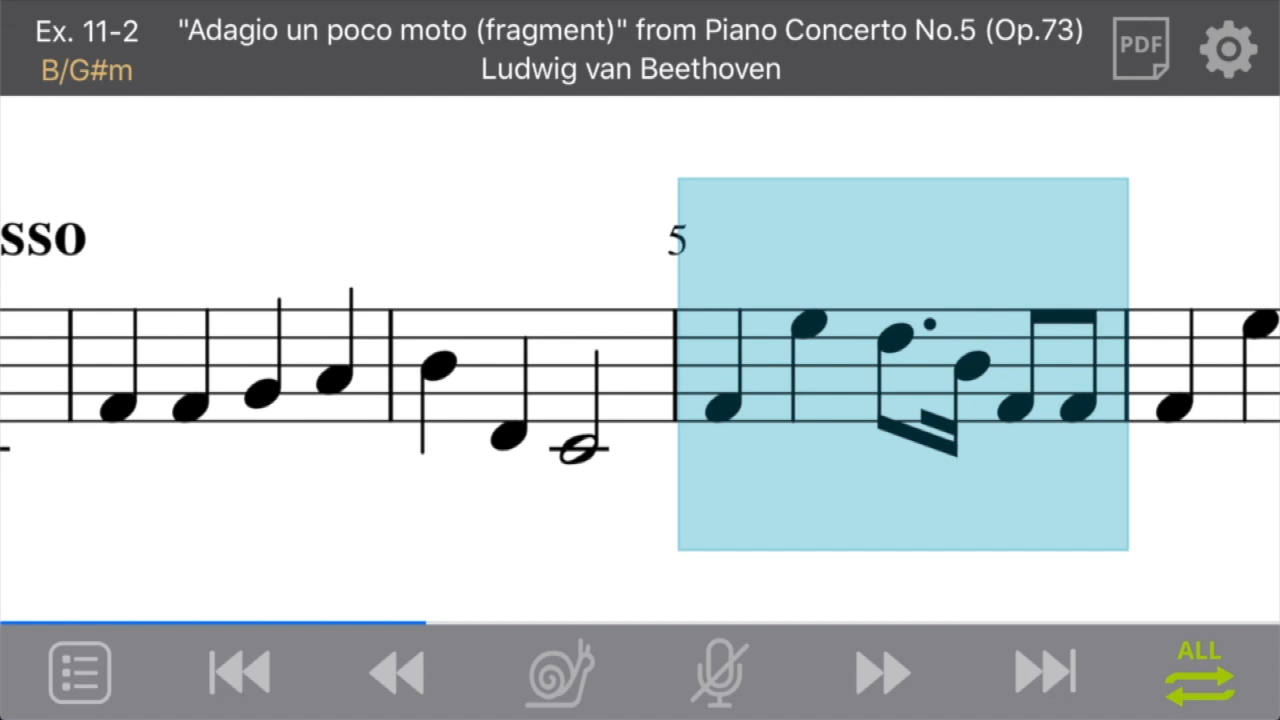 Ex. 11-2
"Adagio un poco moto (fragment)" from Piano Concerto No.5 (Op.73)
B/G#m
Ludwig van Beethoven
PDF
sso
5
ALL